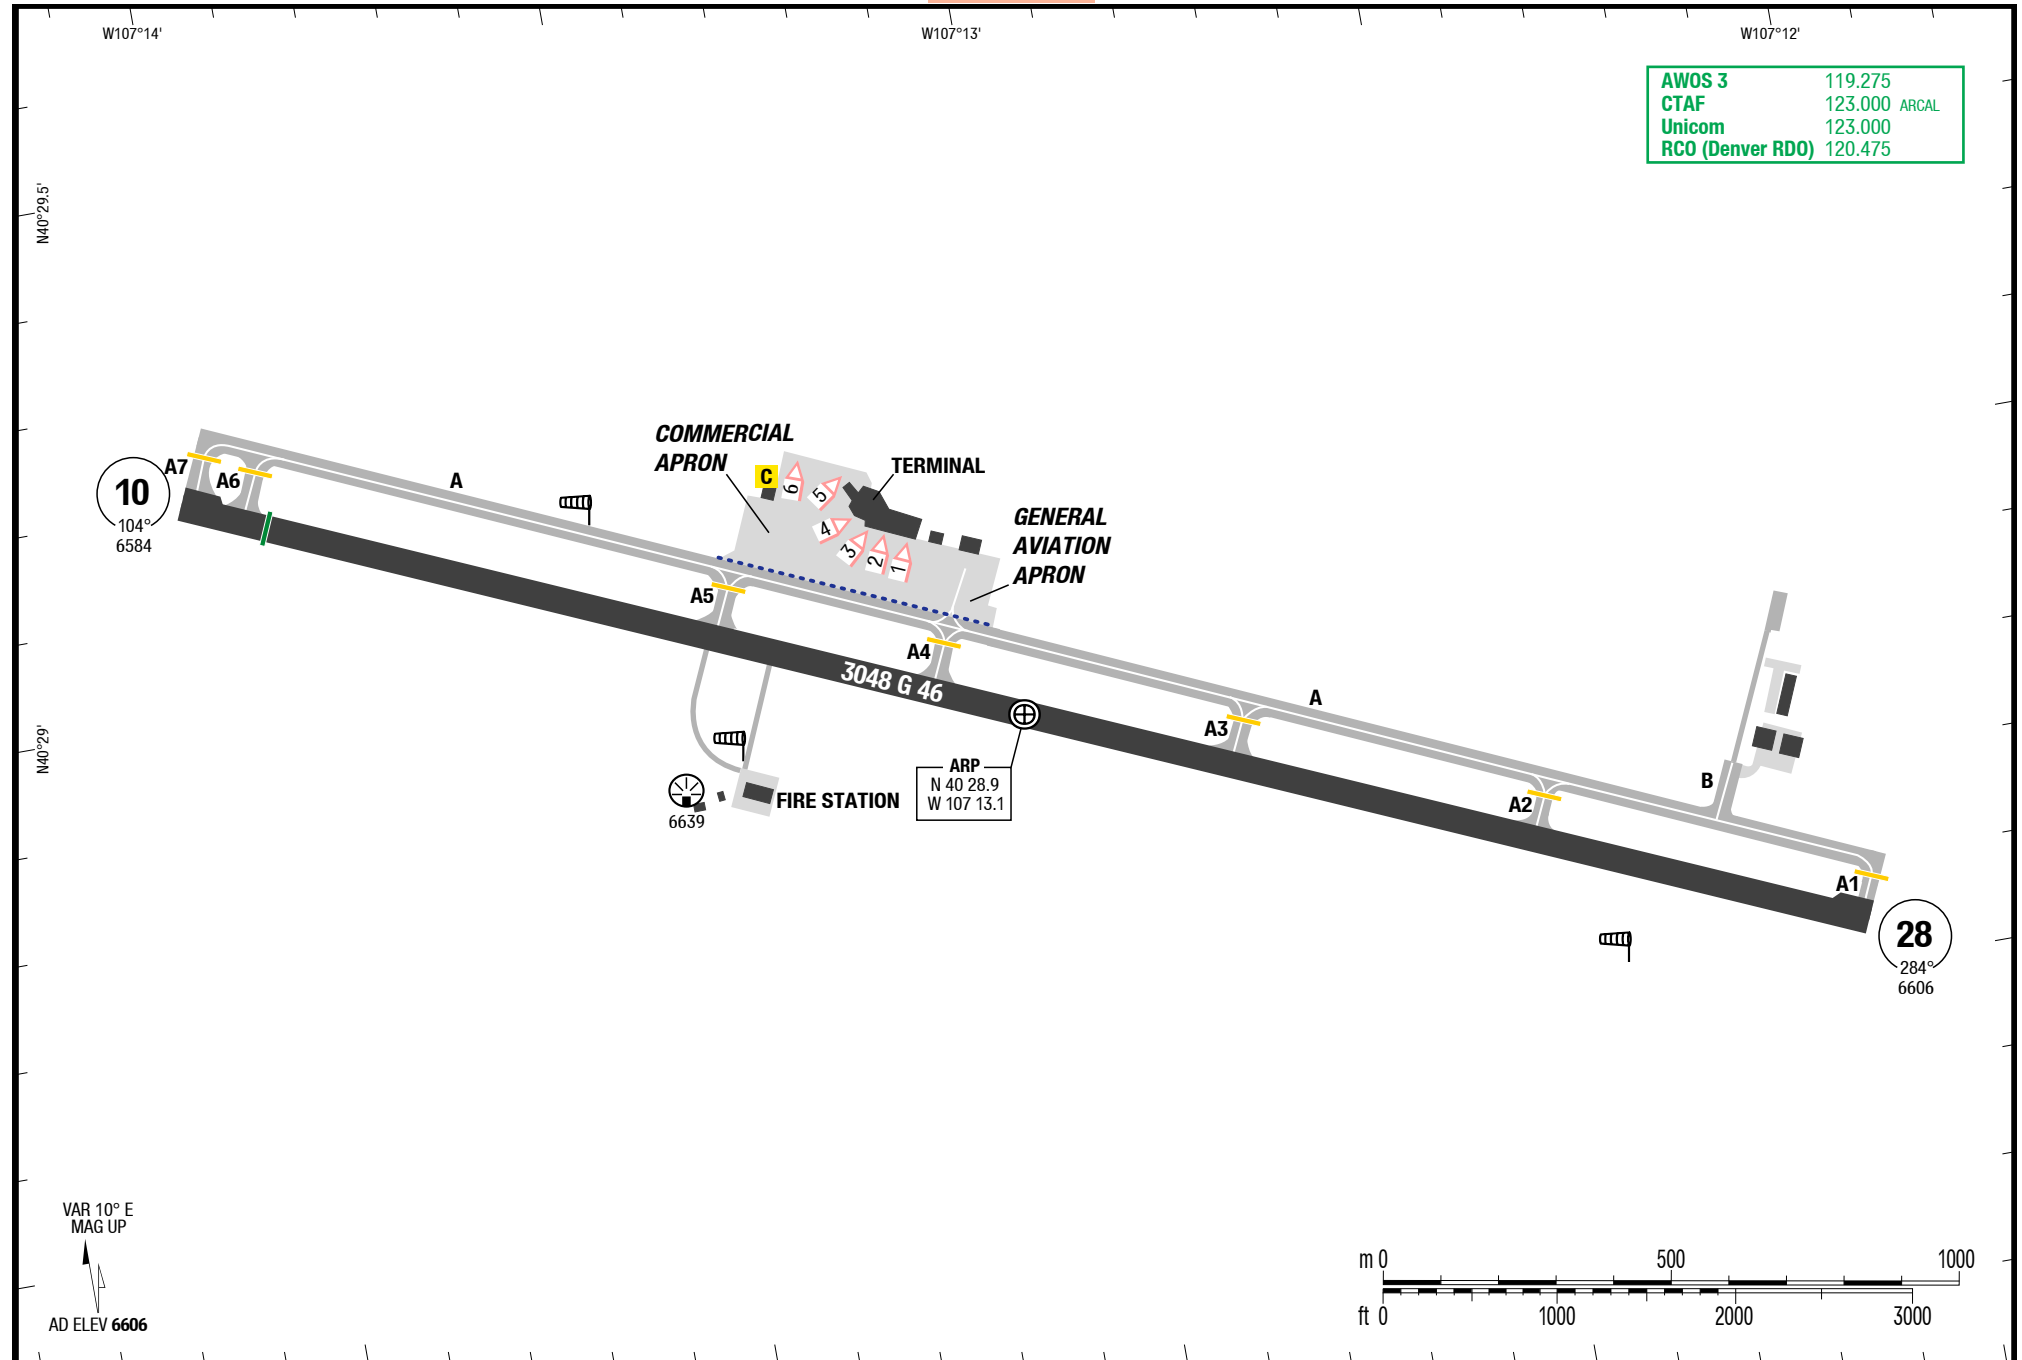 W107°14'
W107°13'
W107°12'
AWOS 3 119.275
CTAF 123.000 ARCAL
Unicom 123.000
RCO (Denver RDO) 120.475
N40°29.5'
N40°29'
COMMERCIAL
APRON
C
TERMINAL
GENERAL
AVIATION
APRON
6
5
4
3
2
1
10
104°
6584
A7
A6
A
A5
A4
3048 G 46
A
A3
A2
B
A1
ARP
N 40 28.9
W 107 13.1
FIRE STATION
6639
28
284°
6606
VAR 10° E
MAG UP
AD ELEV 6606
m 0 500 1000
ft 0 1000 2000 3000